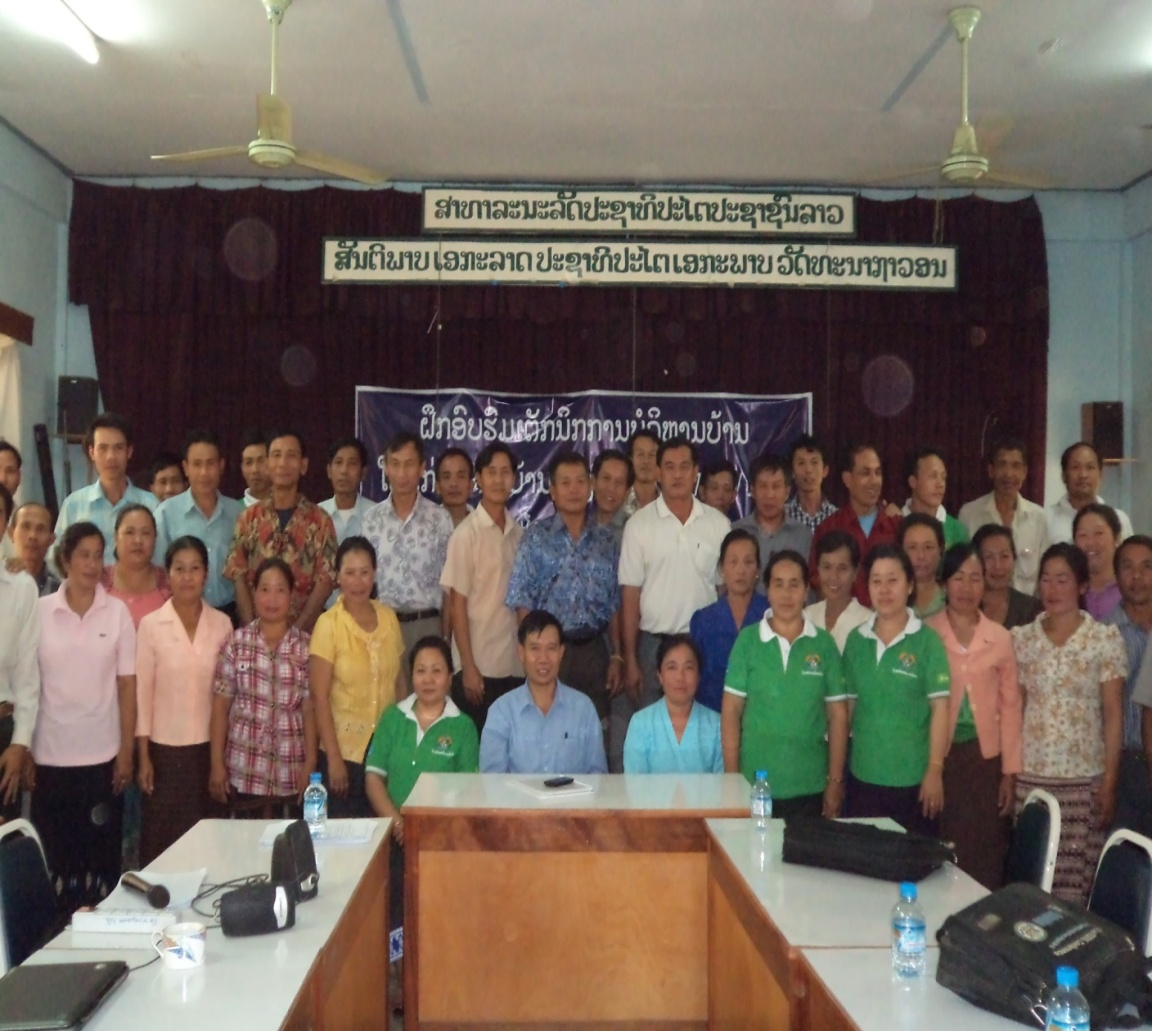 ສາທາລະນະລັດປະຊາທິປະໄຕປະຊາຊົນລາວ
ສັນຕິພາບ ເອກະລາດ ປະຊາທິປະໄຕ ເອກະພາບ ວັດທະນາຖາວອນ
ຝຶກອົບຮົມເຕັກນິກການບໍລິຫານບ້ານ
ບ້ານ